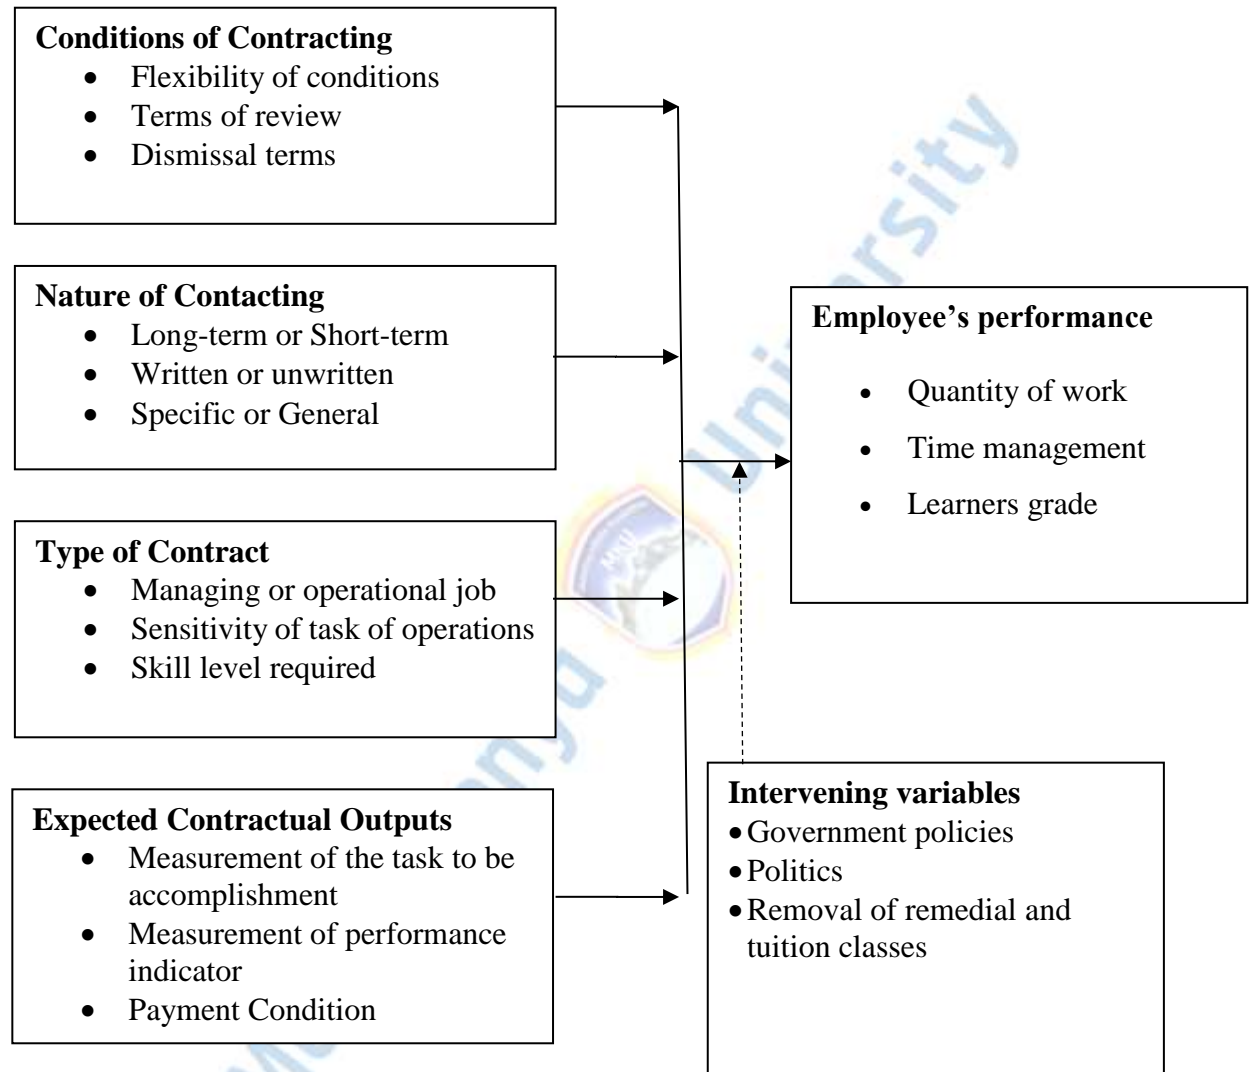 Conditions of Contracting
• Flexibility of conditions
• Terms of review
• Dismissal terms
Nature of Contacting
• Long-term or Short-term
• Written or unwritten
• Specific or General
Type of Contract
• Managing or operational job
• Sensitivity of task of operations
• Skill level required
Expected Contractual Outputs
• Measurement of the task to be
accomplishment
• Measurement of performance
indicator
• Payment Condition
Employee’s performance
• Quantity of work
• Time management
• Learners grade
Intervening variables
• Government policies
• Politics
• Removal of remedial and
tuition classes
MKU